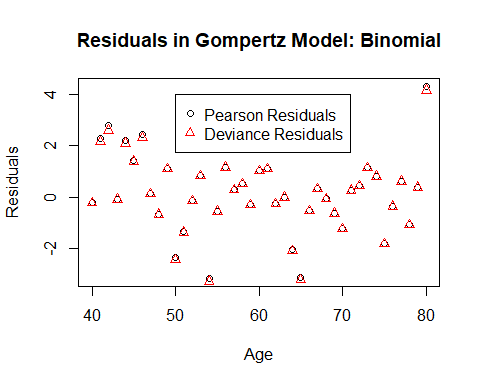 Residuals in Gompertz Model: Binomial
Pearson Residuals
Deviance Residuals
Residuals
4
2
0
-2
40 50 60 70 80
Age